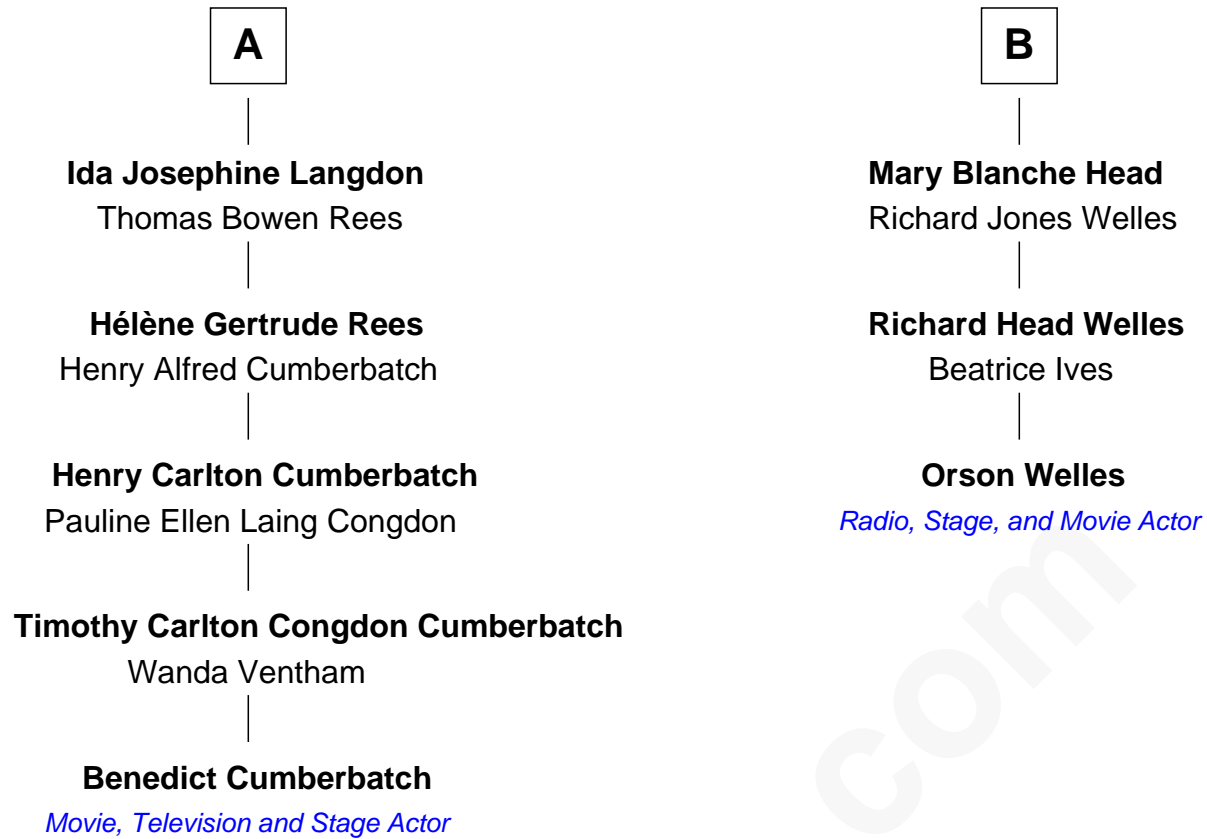 A
Ida Josephine Langdon
Thomas Bowen Rees
Hélène Gertrude Rees
Henry Alfred Cumberbatch
Henry Carlton Cumberbatch
Pauline Ellen Laing Congdon
Timothy Carlton Congdon Cumberbatch
Wanda Ventham
Benedict Cumberbatch
Movie, Television and Stage Actor
B
Mary Blanche Head
Richard Jones Welles
Richard Head Welles
Beatrice Ives
Orson Welles
Radio, Stage, and Movie Actor
com